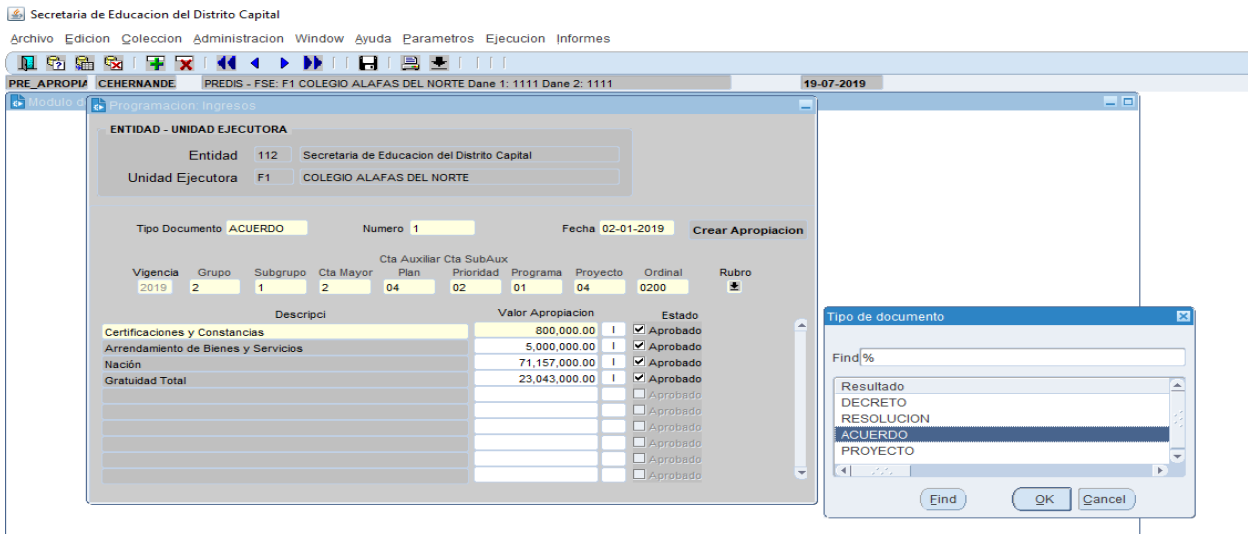 Secretaria de Educacion del Distrito Capital
Archivo Edicion Coleccion Administracion Window Ayuda Parametros Ejecucion Informes
PRE_APROPIA CEHERNANDE PREDIS - FSE: F1 COLEGIO ALAFAS DEL NORTE Dane 1: 1111 Dane 2: 1111 19-07-2019
Modulo d
Programacion: Ingresos
ENTIDAD - UNIDAD EJECUTORA
Entidad 112 Secretaria de Educacion del Distrito Capital
Unidad Ejecutora F1 COLEGIO ALAFAS DEL NORTE
Tipo Documento ACUERDO Numero 1 Fecha 02-01-2019 Crear Apropiacion
Cta Auxiliar Cta SubAux
Vigencia Grupo Subgrupo Cta Mayor Plan Prioridad Programa Proyecto Ordinal Rubro
2019 2 1 2 04 02 01 04 0200
Descripci Valor Apropiacion Estado
Certificaciones y Constancias 800,000.00 I Aprobado
Arrendamiento de Bienes y Servicios 5,000,000.00 I Aprobado
Nación 71,157,000.00 I Aprobado
Gratuidad Total 23,043,000.00 I Aprobado
Aprobado
Aprobado
Aprobado
Aprobado
Aprobado
Aprobado
Tipo de documento
Find %
Resultado
DECRETO
RESOLUCION
ACUERDO
PROYECTO
Find OK Cancel